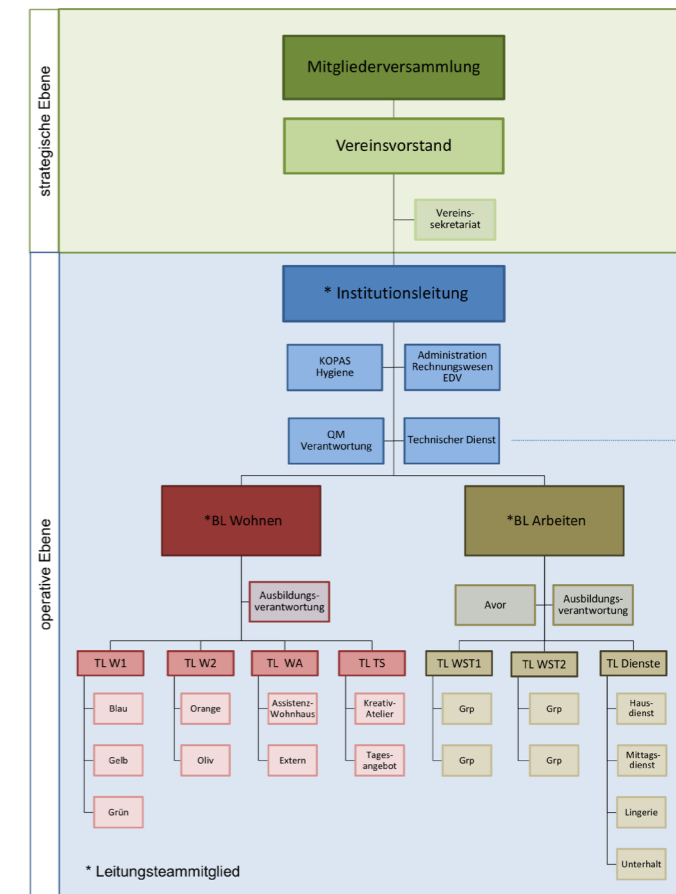 strategische Ebene
Mitgliederversammlung
Vereinsvorstand
Vereins-
sekretariat
operative Ebene
* Institutionsleitung
KOPAS
Hygiene
Administration
Rechnungswesen
EDV
QM
Verantwortung
Technischer Dienst
*BL Wohnen
*BL Arbeiten
Ausbildungs-
verantwortung
Avor
Ausbildungs-
verantwortung
TL W1
TL W2
TL WA
TL TS
TL WST1
TL WST2
TL Dienste
Blau
Orange
Assistenz-
Wohnhaus
Kreativ-
Atelier
Grp
Grp
Haus-
dienst
Gelb
Oliv
Extern
Tages-
angebot
Grp
Grp
Mittags-
dienst
Grün
Lingerie
Unterhalt
* Leitungsteammitglied